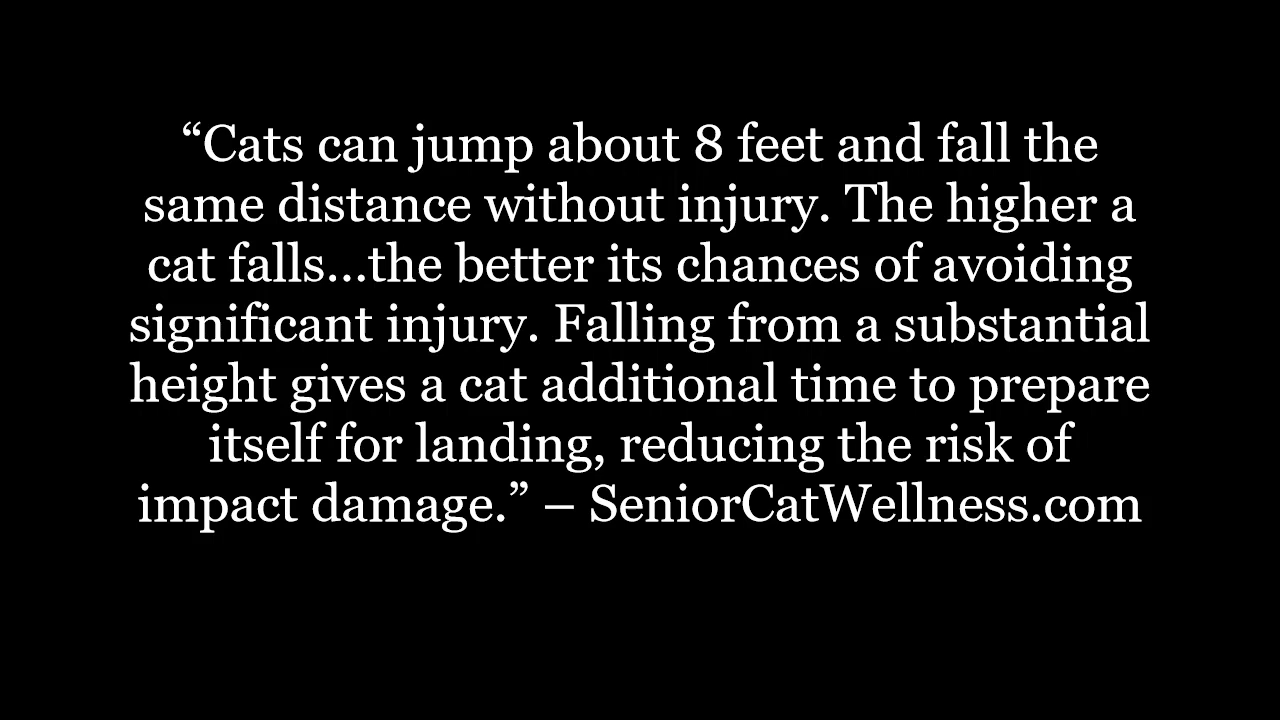 “Cats can jump about 8 feet and fall the
same distance without injury. The higher a
cat falls...the better its chances of avoiding
significant injury. Falling from a substantial
height gives a cat additional time to prepare
itself for landing, reducing the risk of
impact damage.” – SeniorCatWellness.com